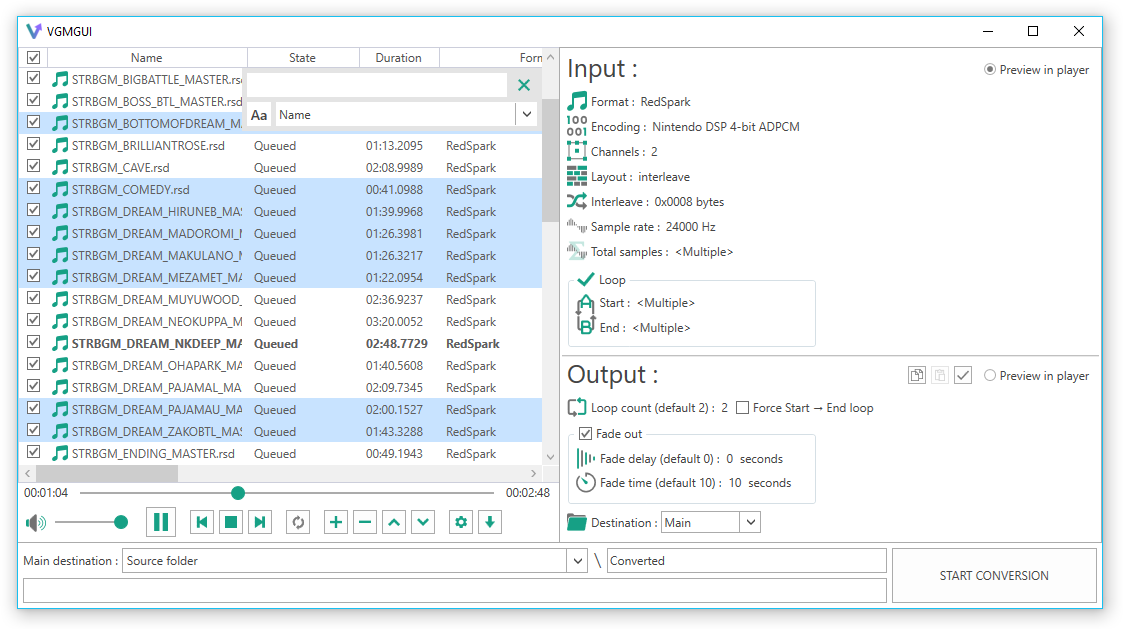 VGMGUI
Name State Duration Forn
STRBGM_BIGBATTLE_MASTER.rs
STRBGM_BOSS_BTL_MASTER.rsd
STRBGM_BOTTOMOFDREAM_M
Aa Name
STRBGM_BRILLIANTROSE.rsd Queued 01:13.2095 RedSpark
STRBGM_CAVE.rsd Queued 02:08.9989 RedSpark
STRBGM_COMEDY.rsd Queued 00:41.0988 RedSpark
STRBGM_DREAM_HIRUNEB_MAS Queued 01:39.9968 RedSpark
STRBGM_DREAM_MADOROMI_M Queued 01:26.3981 RedSpark
STRBGM_DREAM_MAKULANO_M Queued 01:26.3217 RedSpark
STRBGM_DREAM_MEZAMET_MA Queued 01:22.0954 RedSpark
STRBGM_DREAM_MUYUWOOD_ Queued 02:36.9237 RedSpark
STRBGM_DREAM_NEOKUPPA_M Queued 03:20.0052 RedSpark
STRBGM_DREAM_NKDEEP_MA Queued 02:48.7729 RedSpark
STRBGM_DREAM_OHAPARK_MA Queued 01:40.5608 RedSpark
STRBGM_DREAM_PAJAMAL_MA Queued 02:09.7345 RedSpark
STRBGM_DREAM_PAJAMAU_MA Queued 02:00.1527 RedSpark
STRBGM_DREAM_ZAKOBTL_MAS Queued 01:43.3288 RedSpark
STRBGM_ENDING_MASTER.rsd Queued 00:49.1943 RedSpark
00:01:04 00:02:48
Input :
Preview in player
Format : RedSpark
100
001
Encoding : Nintendo DSP 4-bit ADPCM
Channels : 2
Layout : interleave
Interleave : 0x0008 bytes
Sample rate : 24000 Hz
Total samples : <Multiple>
Loop
A Start : <Multiple>
B End : <Multiple>
Output :
Preview in player
Loop count (default 2) : 2 Force Start → End loop
Fade out
Fade delay (default 0) : 0 seconds
Fade time (default 10) : 10 seconds
Destination : Main
Main destination : Source folder \ Converted
START CONVERSION